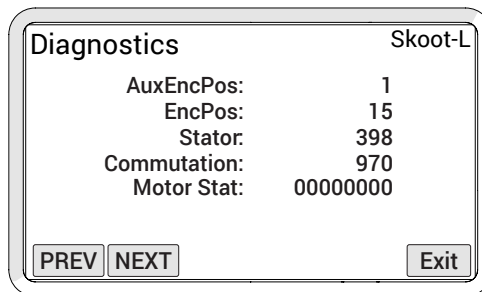 Diagnostics Skoot-L
AuxEncPos: 1
EncPos: 15
Stator: 398
Commutation: 970
Motor Stat: 00000000
PREV NEXT Exit